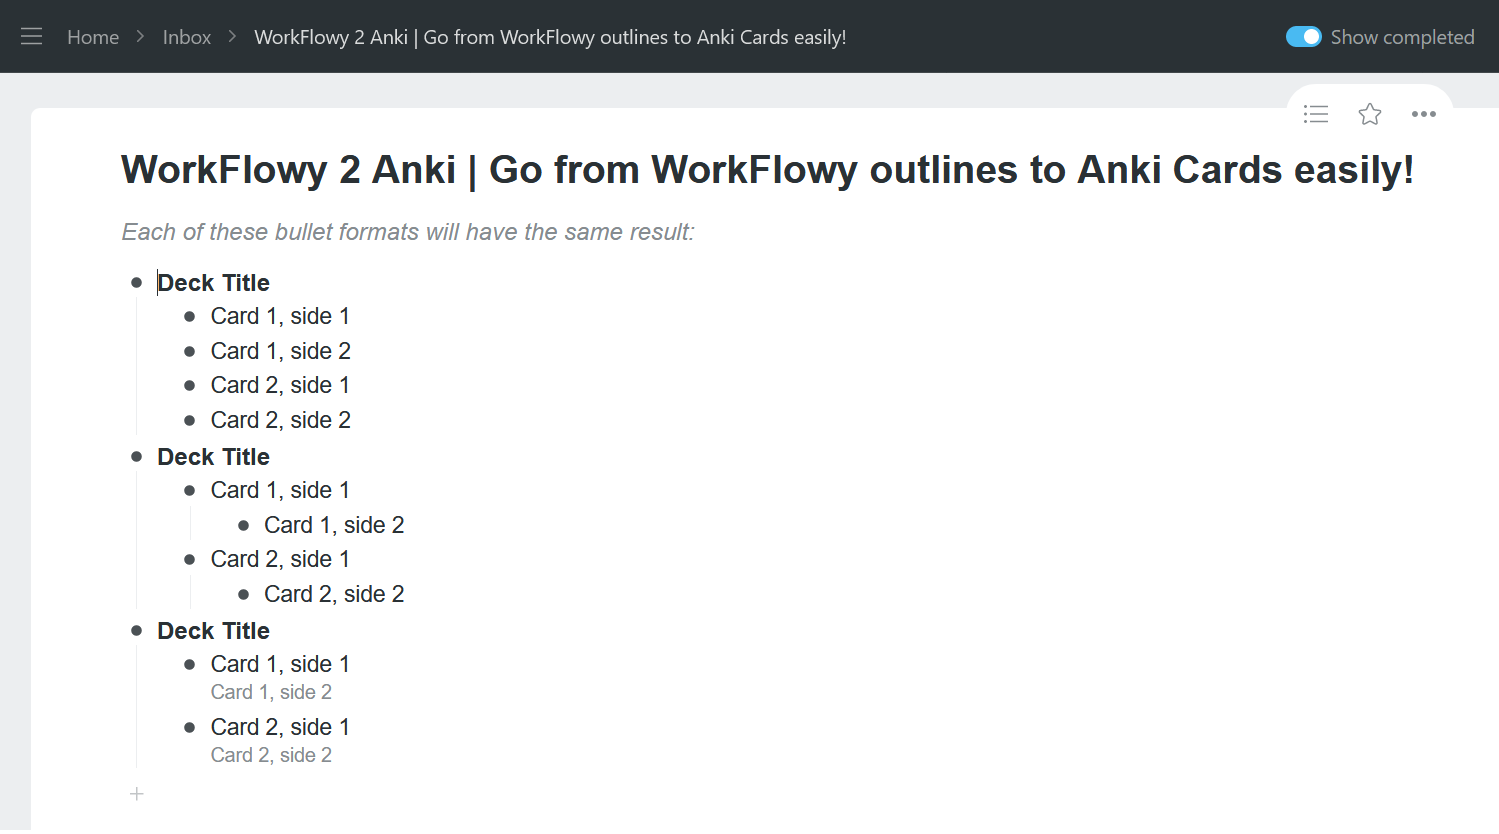 Home > Inbox > WorkFlowy 2 Anki | Go from WorkFlowy outlines to Anki Cards easily! Show completed
WorkFlowy 2 Anki | Go from WorkFlowy outlines to Anki Cards easily!
Each of these bullet formats will have the same result:
Deck Title
Card 1, side 1
Card 1, side 2
Card 2, side 1
Card 2, side 2
Deck Title
Card 1, side 1
Card 1, side 2
Card 2, side 1
Card 2, side 2
Deck Title
Card 1, side 1
Card 1, side 2
Card 2, side 1
Card 2, side 2